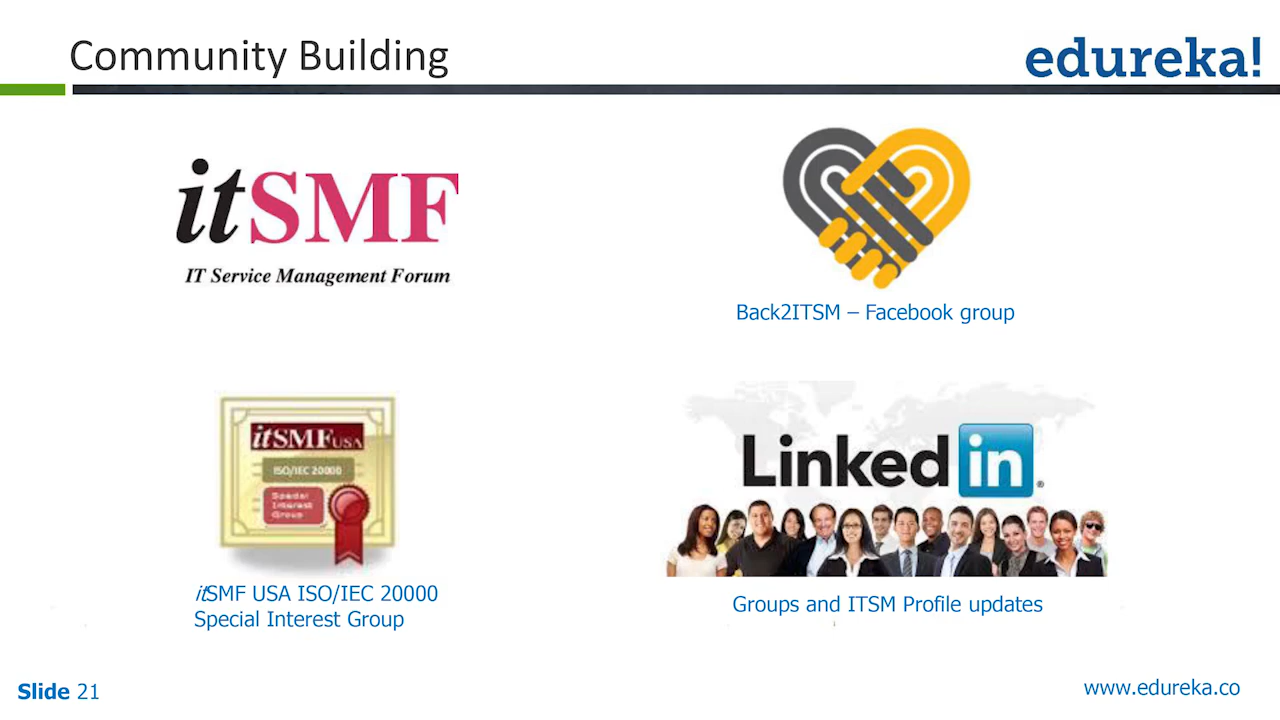 Community Building
edureka!
itSMF
IT Service Management Forum
Back2ITSM – Facebook group
itSMF USA
ISO/IEC 20000
Special
Interest
Group
itSMF USA ISO/IEC 20000
Special Interest Group
Linked in ®
Groups and ITSM Profile updates
Slide 21
www.edureka.co